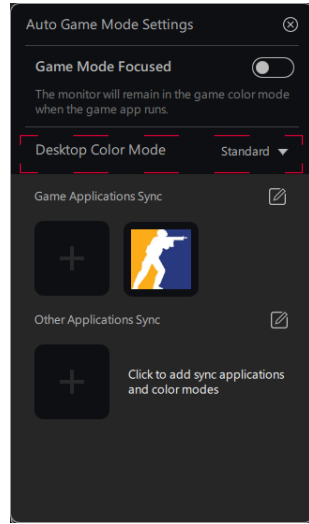 Auto Game Mode Settings
Game Mode Focused
The monitor will remain in the game color mode
when the game app runs.
Desktop Color Mode
Standard
Game Applications Sync
Other Applications Sync
Click to add sync applications
and color modes